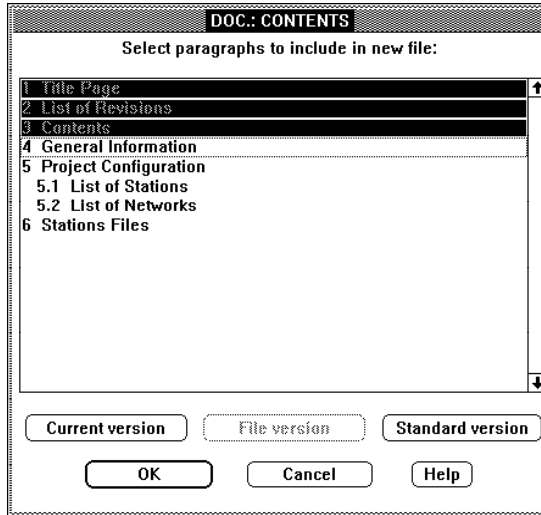 DOC.: CONTENTS
Select paragraphs to include in new file:
1 Title Page
2 List of Revisions
3 Contents
4 General Information
5 Project Configuration
5.1 List of Stations
5.2 List of Networks
6 Stations Files
Current version File version Standard version
OK Cancel Help